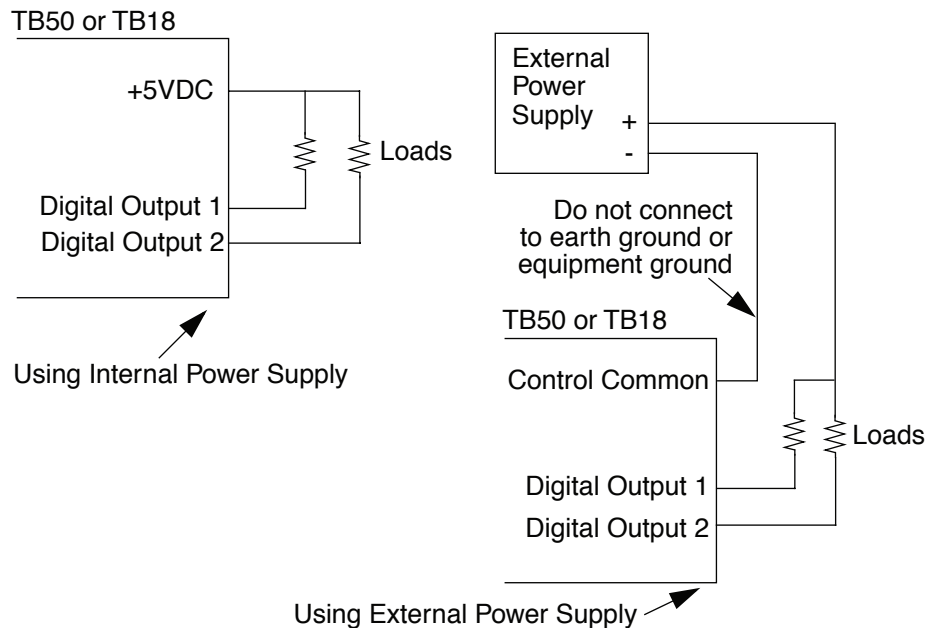 TB50 or TB18
+5VDC
Loads
Digital Output 1
Digital Output 2
Using Internal Power Supply
External
Power
Supply
+
-
Do not connect
to earth ground or
equipment ground
TB50 or TB18
Control Common
Loads
Digital Output 1
Digital Output 2
Using External Power Supply